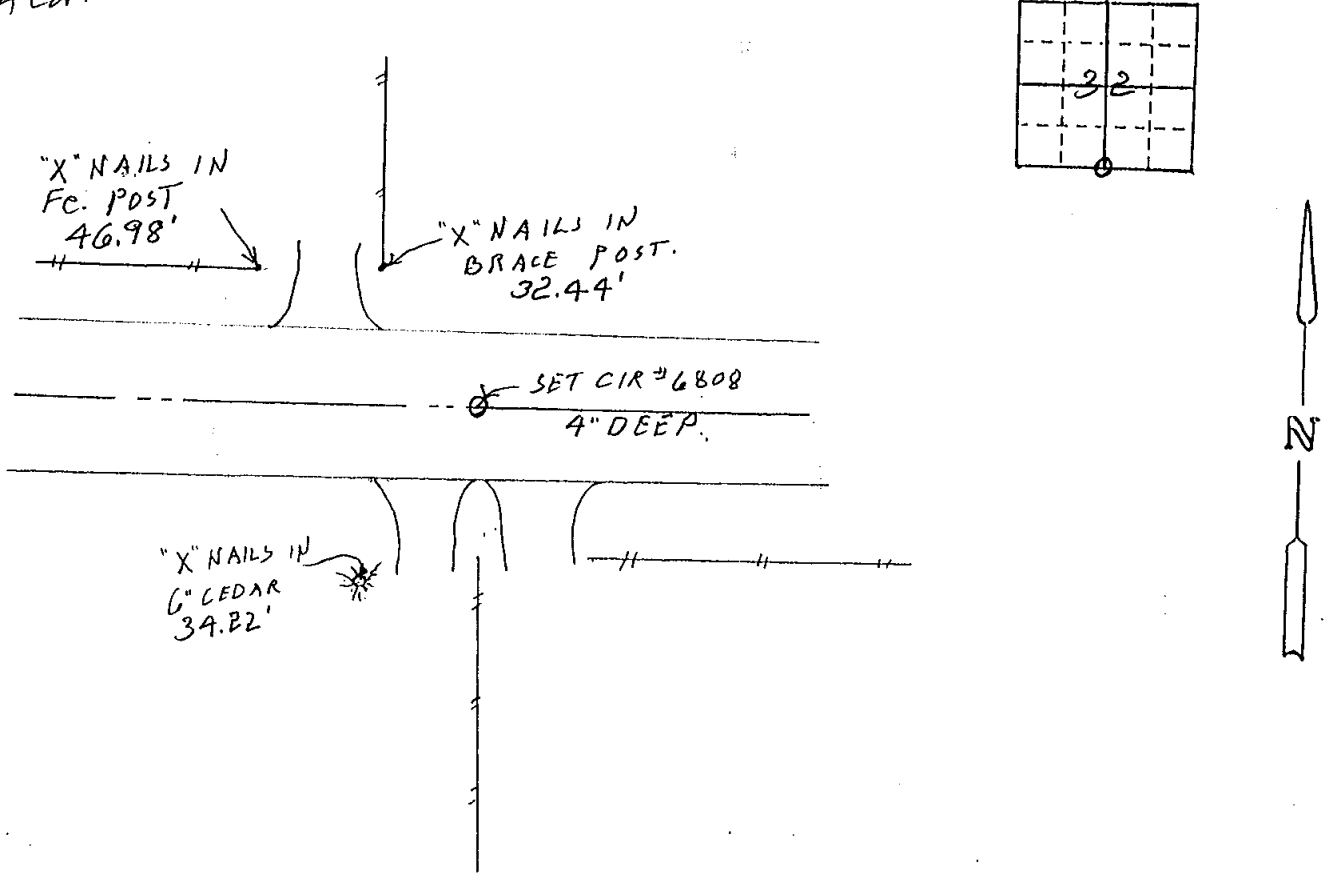 32
"X" NAILS IN
Fc. POST
46.98'
"X" NAILS IN
BRACE POST.
32.44'
SET CIR #6808
4" DEEP.
N
"X" NAILS IN
6" CEDAR
34.22'